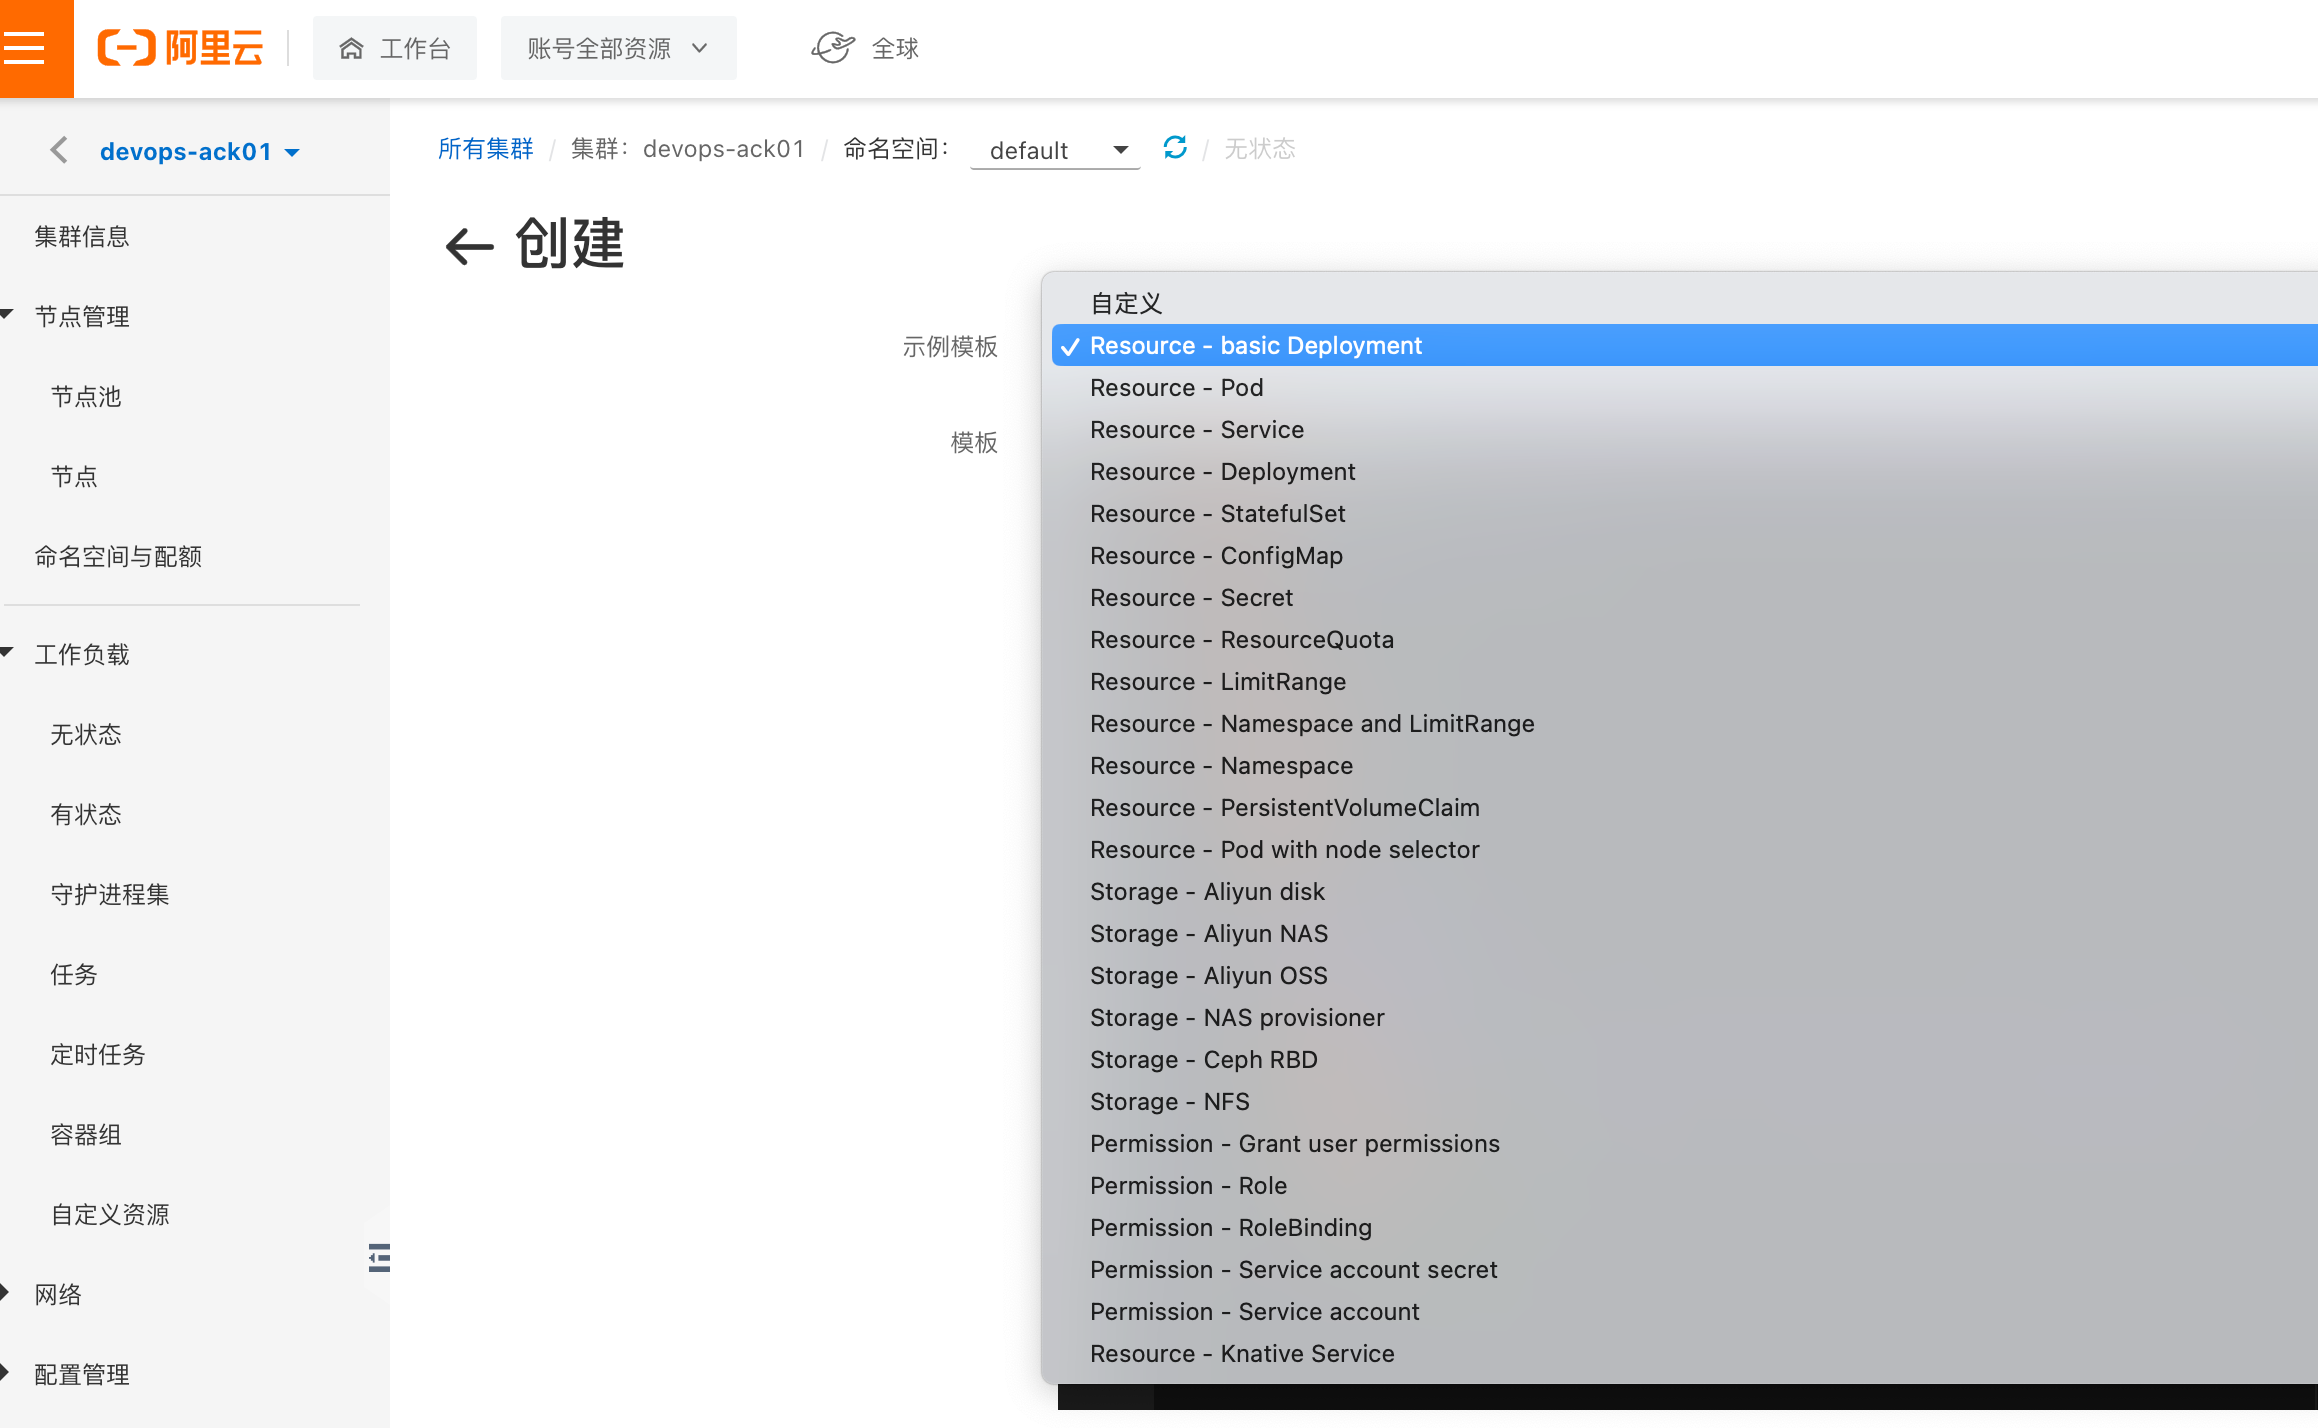 阿里云
工作台
账号全部资源
全球
devops-ack01
所有集群 / 集群：devops-ack01 / 命名空间： default / 无状态
集群信息
节点管理
节点池
节点
命名空间与配额
工作负载
无状态
有状态
守护进程集
任务
定时任务
容器组
自定义资源
网络
配置管理
创建
示例模板
模板
自定义
Resource - basic Deployment
Resource - Pod
Resource - Service
Resource - Deployment
Resource - StatefulSet
Resource - ConfigMap
Resource - Secret
Resource - ResourceQuota
Resource - LimitRange
Resource - Namespace and LimitRange
Resource - Namespace
Resource - PersistentVolumeClaim
Resource - Pod with node selector
Storage - Aliyun disk
Storage - Aliyun NAS
Storage - Aliyun OSS
Storage - NAS provisioner
Storage - Ceph RBD
Storage - NFS
Permission - Grant user permissions
Permission - Role
Permission - RoleBinding
Permission - Service account secret
Permission - Service account
Resource - Knative Service